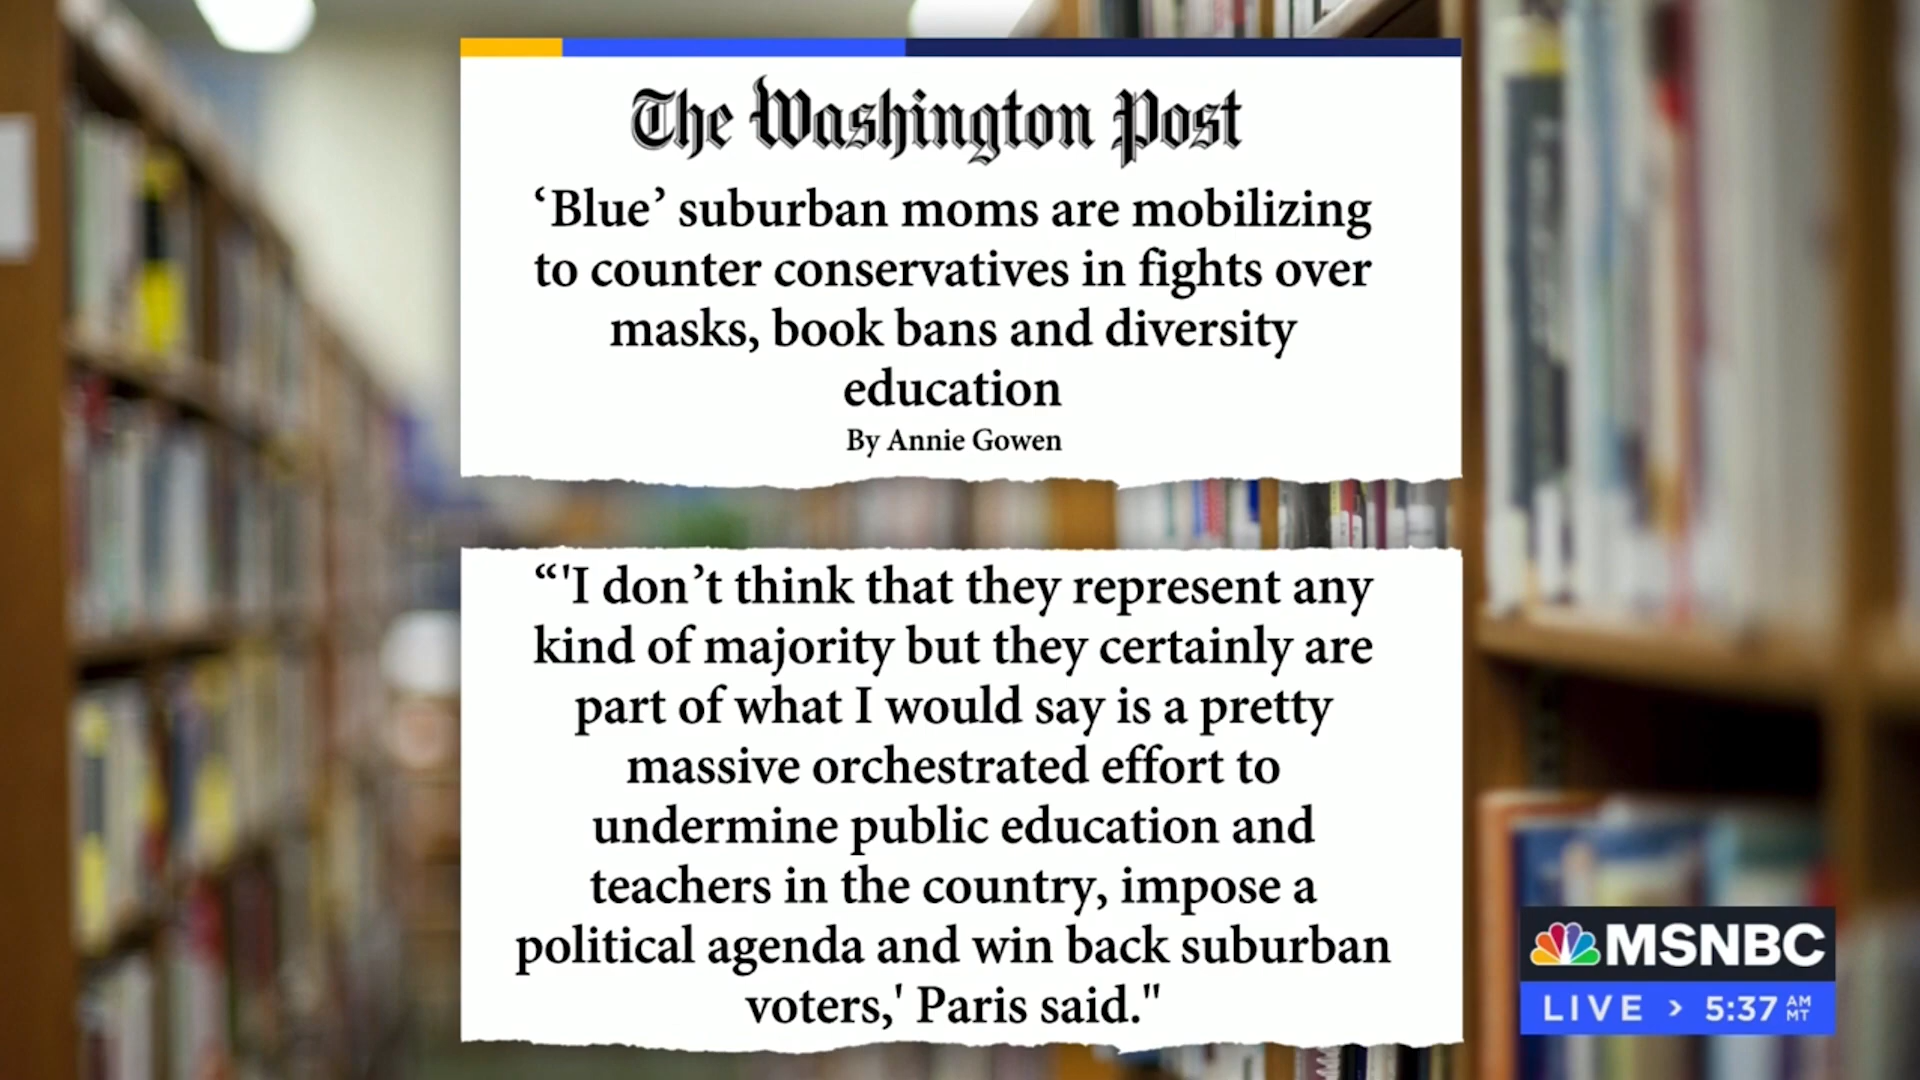 The Washington Post
‘Blue’ suburban moms are mobilizing
to counter conservatives in fights over
masks, book bans and diversity
education
By Annie Gowen
“'I don’t think that they represent any
kind of majority but they certainly are
part of what I would say is a pretty
massive orchestrated effort to
undermine public education and
teachers in the country, impose a
political agenda and win back suburban
voters,' Paris said."
MSNBC
LIVE > 5:37 AM MT